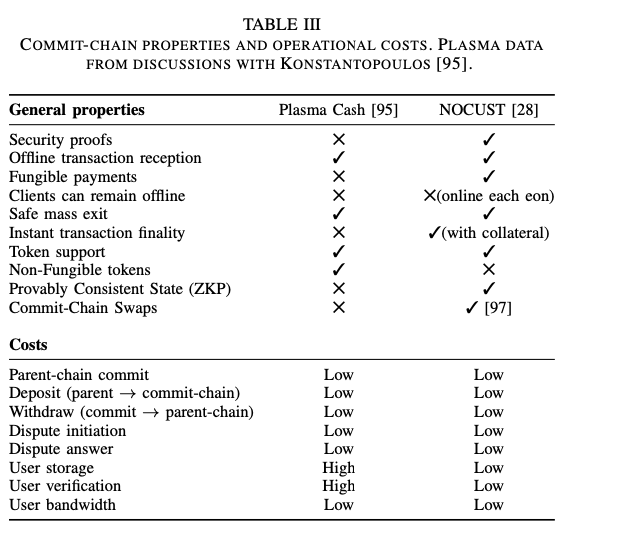 TABLE III
COMMIT-CHAIN PROPERTIES AND OPERATIONAL COSTS. PLASMA DATA
FROM DISCUSSIONS WITH KONSTANTOPOULOS [95].
General properties Plasma Cash [95] NOCUST [28]
Security proofs ✕ ✓
Offline transaction reception ✓ ✓
Fungible payments ✕ ✓
Clients can remain offline ✕ ✕(online each eon)
Safe mass exit ✓ ✓
Instant transaction finality ✕ ✓(with collateral)
Token support ✓ ✓
Non-Fungible tokens ✓ ✕
Provably Consistent State (ZKP) ✕ ✓
Commit-Chain Swaps ✕ ✓ [97]
Costs
Parent-chain commit Low Low
Deposit (parent → commit-chain) Low Low
Withdraw (commit → parent-chain) Low Low
Dispute initiation Low Low
Dispute answer Low Low
User storage High Low
User verification High Low
User bandwidth Low Low